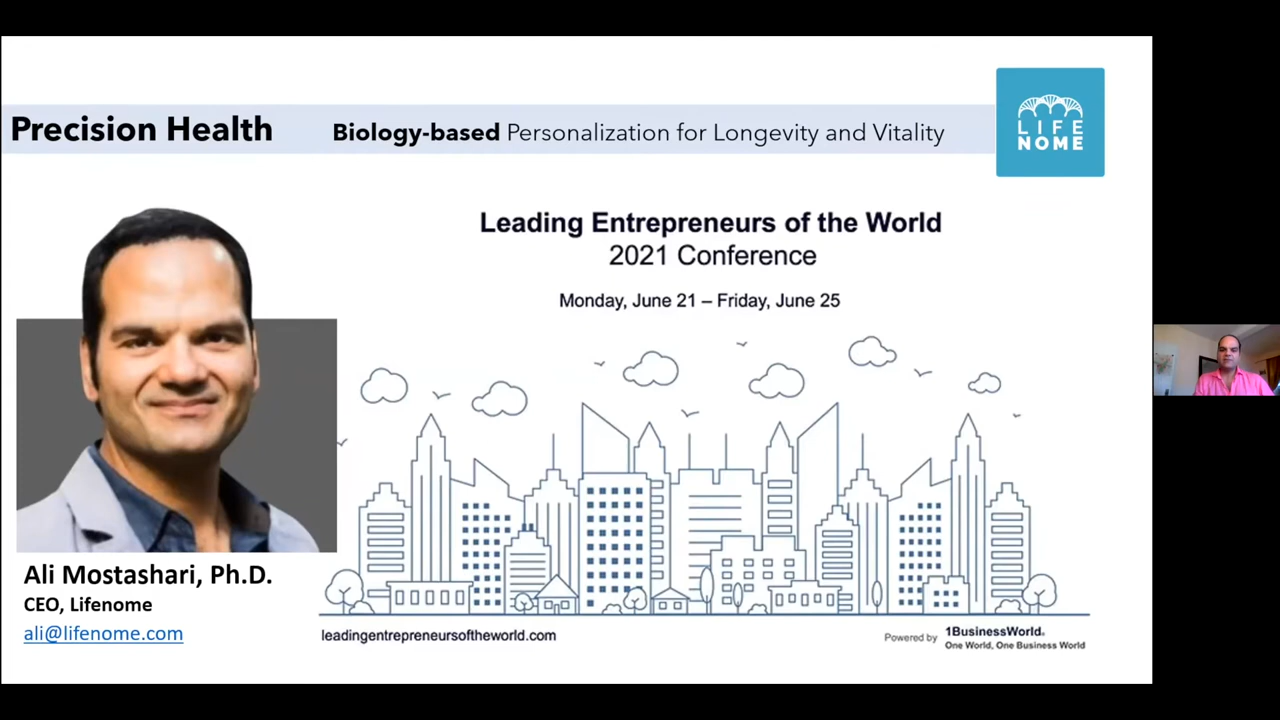 Precision Health
Biology-based Personalization for Longevity and Vitality
LIFE
NOME
Leading Entrepreneurs of the World
2021 Conference
Monday, June 21 – Friday, June 25
Ali Mostashari, Ph.D.
CEO, Lifenome
ali@lifenome.com
leadingentrepreneursoftheworld.com
Powered by 1BusinessWorld®
One World, One Business World